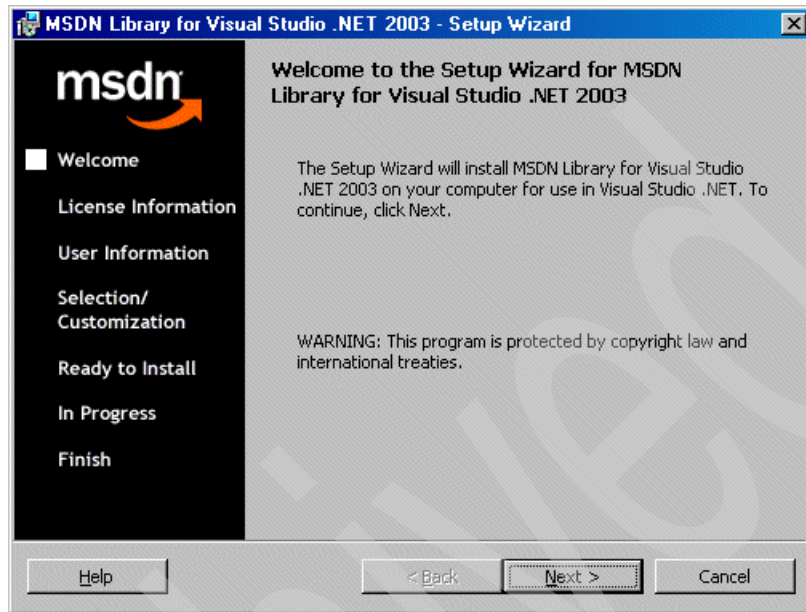 MSDN Library for Visual Studio .NET 2003 - Setup Wizard
msdn
Welcome
License Information
User Information
Selection/
Customization
Ready to Install
In Progress
Finish
Welcome to the Setup Wizard for MSDN
Library for Visual Studio .NET 2003
The Setup Wizard will install MSDN Library for Visual Studio
.NET 2003 on your computer for use in Visual Studio .NET. To
continue, click Next.
WARNING: This program is protected by copyright law and
international treaties.
Help
< Back
Next >
Cancel